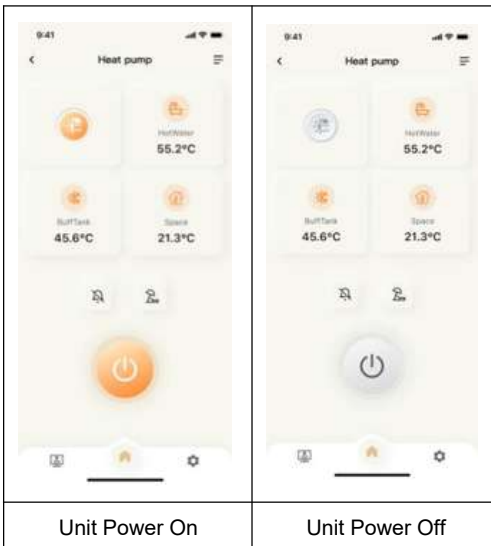 9:41
Heat pump
HotWater
55.2°C
BuffTank
Space
45.6°C
21.3°C
9:41
Heat pump
HotWater
55.2°C
BuffTank
Space
45.6°C
21.3°C
Unit Power On
Unit Power Off